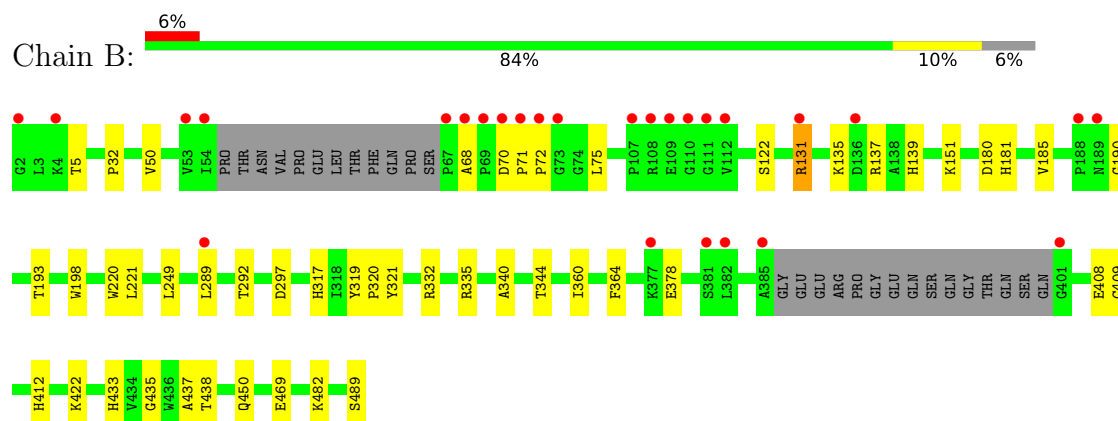 6%
Chain B:
84% 10% 6%
G2 L3 K4 T5 P32 V50 V53 I54 PRO THR ASN VAL PRO GLU LEU THR PHE GLN PRO SER P67 A68 P69 D70 P71 P72 G73 G74 L75 P107 R108 E109 G110 G111 V112 S122 R131 K135 D136 R137 A138 H139 K151 D180 H181 V185 P188 N189
T193 W198 W220 L221 L249 L289 T292 D297 H317 I318 Y319 P320 Y321 R332 R335 A340 T344 I360 F364 K377 E378 S381 L382 A385 GLY GLU GLU ARG PRO GLY GLU GLN SER GLN GLY THR GLN SER GLN G401 E408
H412 K422 H433 V434 G435 W436 A437 T438 Q450 E469 K482 S489